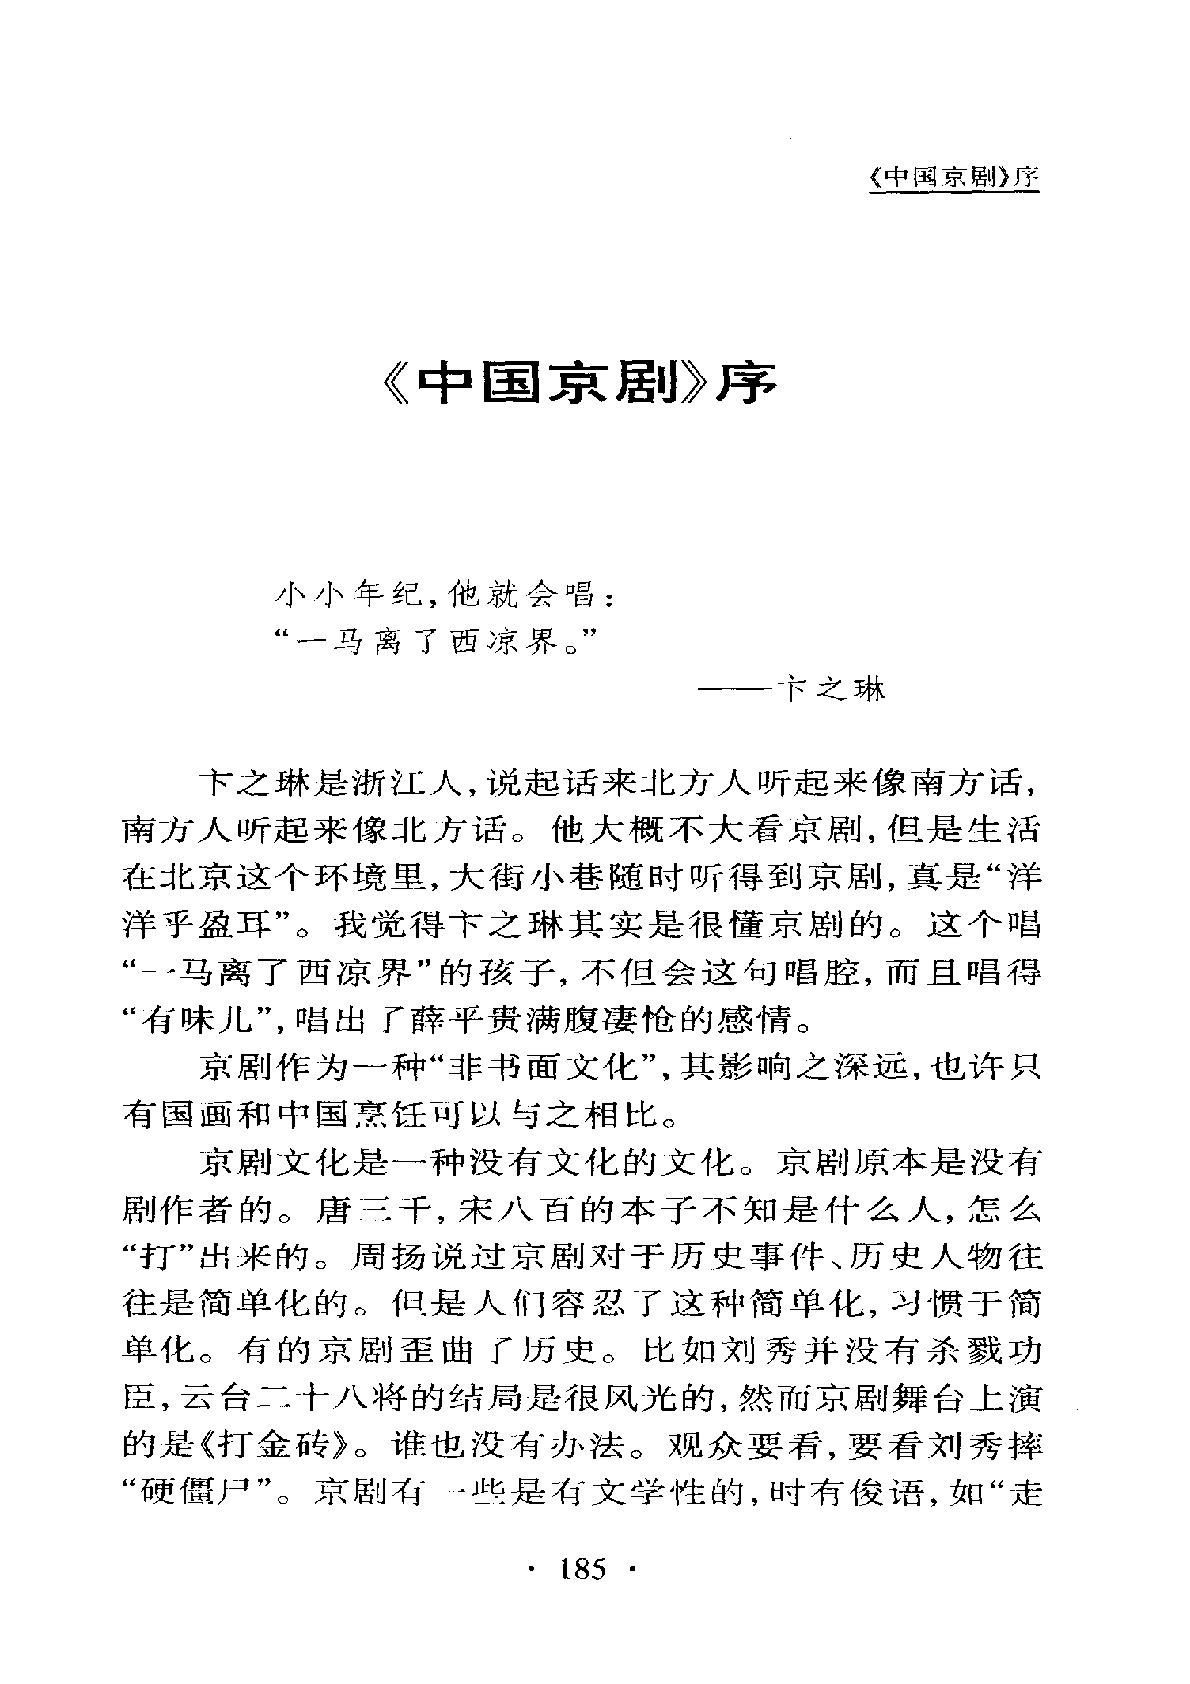 《中国京剧》序
《中国京剧》序
小小年纪,他就会唱:
“一马离了西凉界。”
——卞之琳
卞之琳是浙江人,说起话来北方人听起来像南方话,
南方人听起来像北方话。他大概不大看京剧,但是生活
在北京这个环境里,大街小巷随时听得到京剧,真是“洋
洋乎盈耳”。我觉得卞之琳其实是很懂京剧的。这个唱
“一马离了西凉界”的孩子,不但会这句唱腔,而且唱得
“有味儿”,唱出了薛平贵满腹凄怆的感情。
京剧作为一种“非书面文化”,其影响之深远,也许只
有国画和中国烹饪可以与之相比。
京剧文化是一种没有文化的文化。京剧原本是没有
剧作者的。唐三千,宋八百的本子不知是什么人,怎么
“打”出来的。周扬说过京剧对于历史事件、历史人物往
往是简单化的。但是人们容忍了这种简单化,习惯于简
单化。有的京剧歪曲了历史。比如刘秀并没有杀戮功
臣,云台二十八将的结局是很风光的,然而京剧舞台上演
的是《打金砖》。谁也没有办法。观众要看,要看刘秀摔
“硬僵尸”。京剧有一些是有文学性的,时有俊语,如“走
· 185 ·